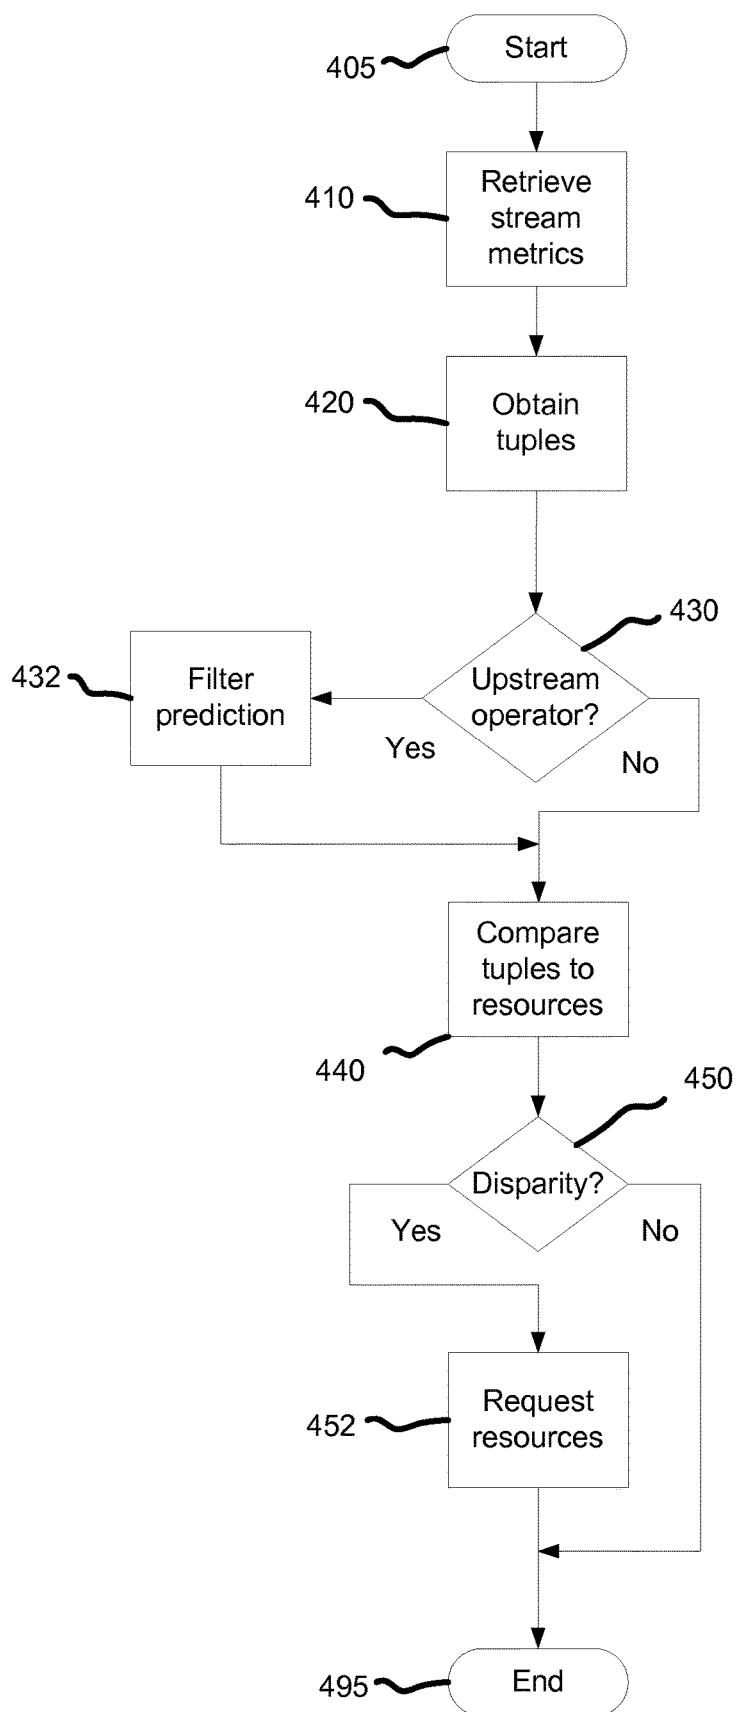 Start
405
410
Retrieve
stream
metrics
420
Obtain
tuples
430
432
Filter
prediction
Upstream
operator?
Yes
No
Compare
tuples to
resources
440
450
Disparity?
Yes
No
452
Request
resources
495
End